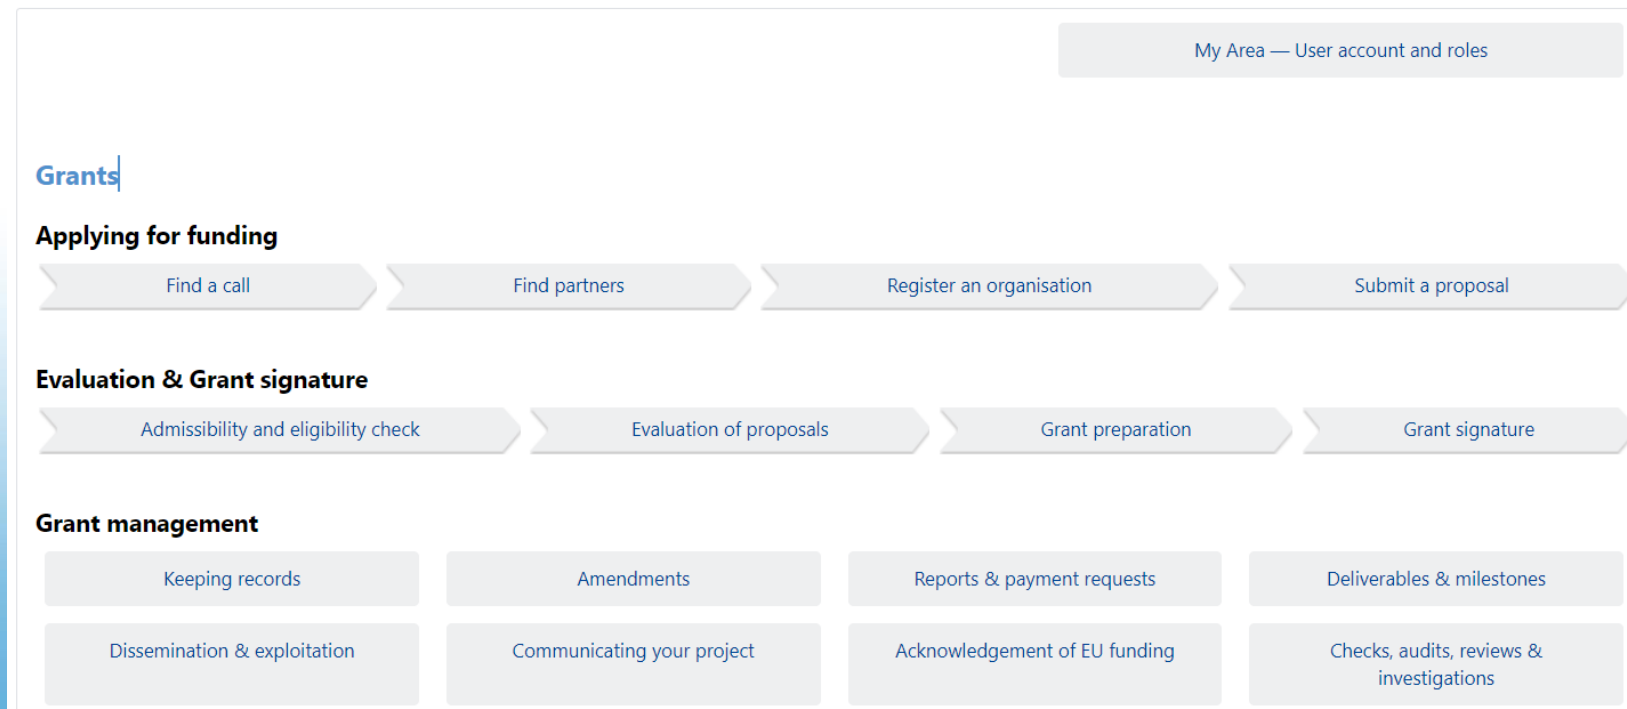 My Area — User account and roles
Grants
Applying for funding
Find a call
Find partners
Register an organisation
Submit a proposal
Evaluation & Grant signature
Admissibility and eligibility check
Evaluation of proposals
Grant preparation
Grant signature
Grant management
Keeping records
Amendments
Reports & payment requests
Deliverables & milestones
Dissemination & exploitation
Communicating your project
Acknowledgement of EU funding
Checks, audits, reviews &
investigations